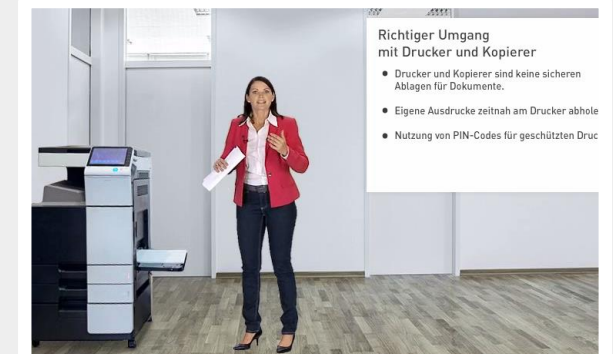 Richtiger Umgang
mit Drucker und Kopierer
• Drucker und Kopierer sind keine sicheren
Ablagen für Dokumente.
• Eigene Ausdrucke zeitnah am Drucker abhole
• Nutzung von PIN-Codes für geschützten Druc